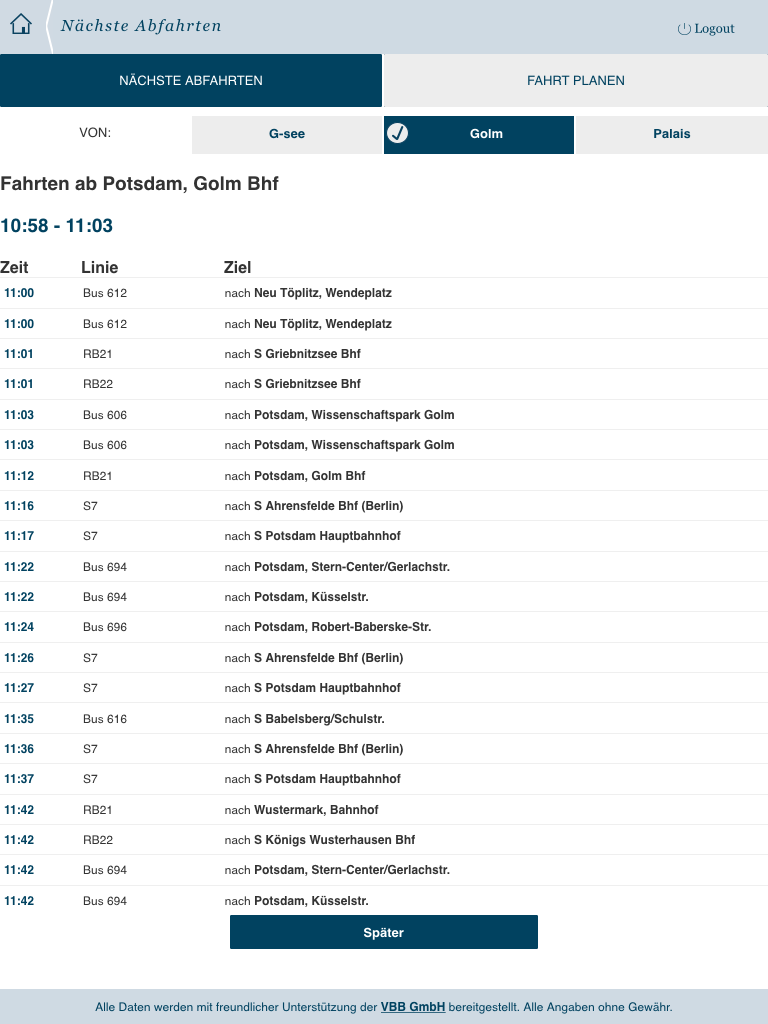 Nächste Abfahrten
Logout
NÄCHSTE ABFAHRTEN FAHRT PLANEN
VON: G-see Golm Palais
Fahrten ab Potsdam, Golm Bhf
10:58 - 11:03
Zeit Linie Ziel
11:00 Bus 612 nach Neu Töplitz, Wendeplatz
11:00 Bus 612 nach Neu Töplitz, Wendeplatz
11:01 RB21 nach S Griebnitzsee Bhf
11:01 RB22 nach S Griebnitzsee Bhf
11:03 Bus 606 nach Potsdam, Wissenschaftspark Golm
11:03 Bus 606 nach Potsdam, Wissenschaftspark Golm
11:12 RB21 nach Potsdam, Golm Bhf
11:16 S7 nach S Ahrensfelde Bhf (Berlin)
11:17 S7 nach S Potsdam Hauptbahnhof
11:22 Bus 694 nach Potsdam, Stern-Center/Gerlachstr.
11:22 Bus 694 nach Potsdam, Küsselstr.
11:24 Bus 696 nach Potsdam, Robert-Baberske-Str.
11:26 S7 nach S Ahrensfelde Bhf (Berlin)
11:27 S7 nach S Potsdam Hauptbahnhof
11:35 Bus 616 nach S Babelsberg/Schulstr.
11:36 S7 nach S Ahrensfelde Bhf (Berlin)
11:37 S7 nach S Potsdam Hauptbahnhof
11:42 RB21 nach Wustermark, Bahnhof
11:42 RB22 nach S Königs Wusterhausen Bhf
11:42 Bus 694 nach Potsdam, Stern-Center/Gerlachstr.
11:42 Bus 694 nach Potsdam, Küsselstr.
Später
Alle Daten werden mit freundlicher Unterstützung der VBB GmbH bereitgestellt. Alle Angaben ohne Gewähr.